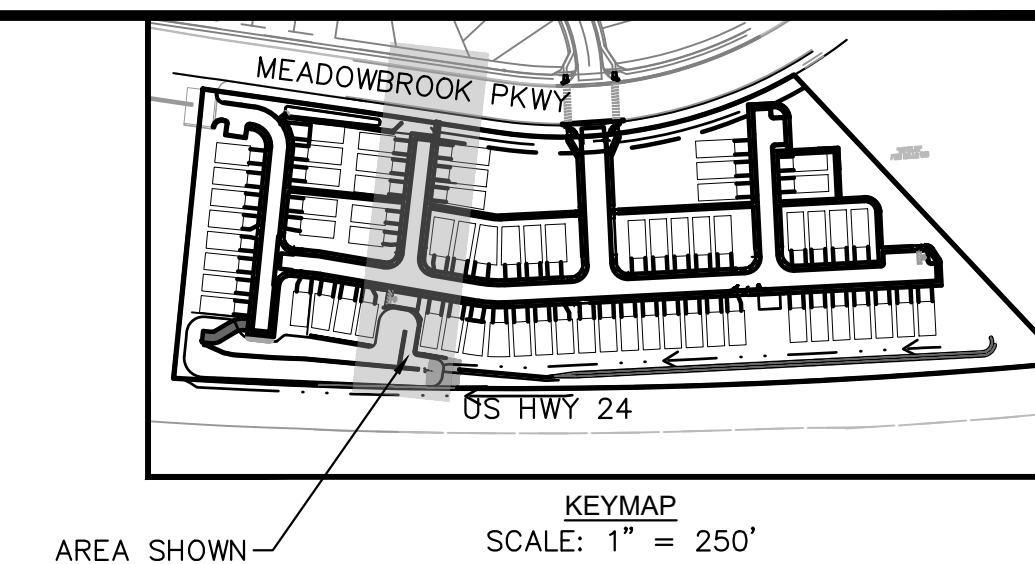 MEADOWBROOK PKWY
US HWY 24
KEYMAP
SCALE: 1" = 250'
AREA SHOWN